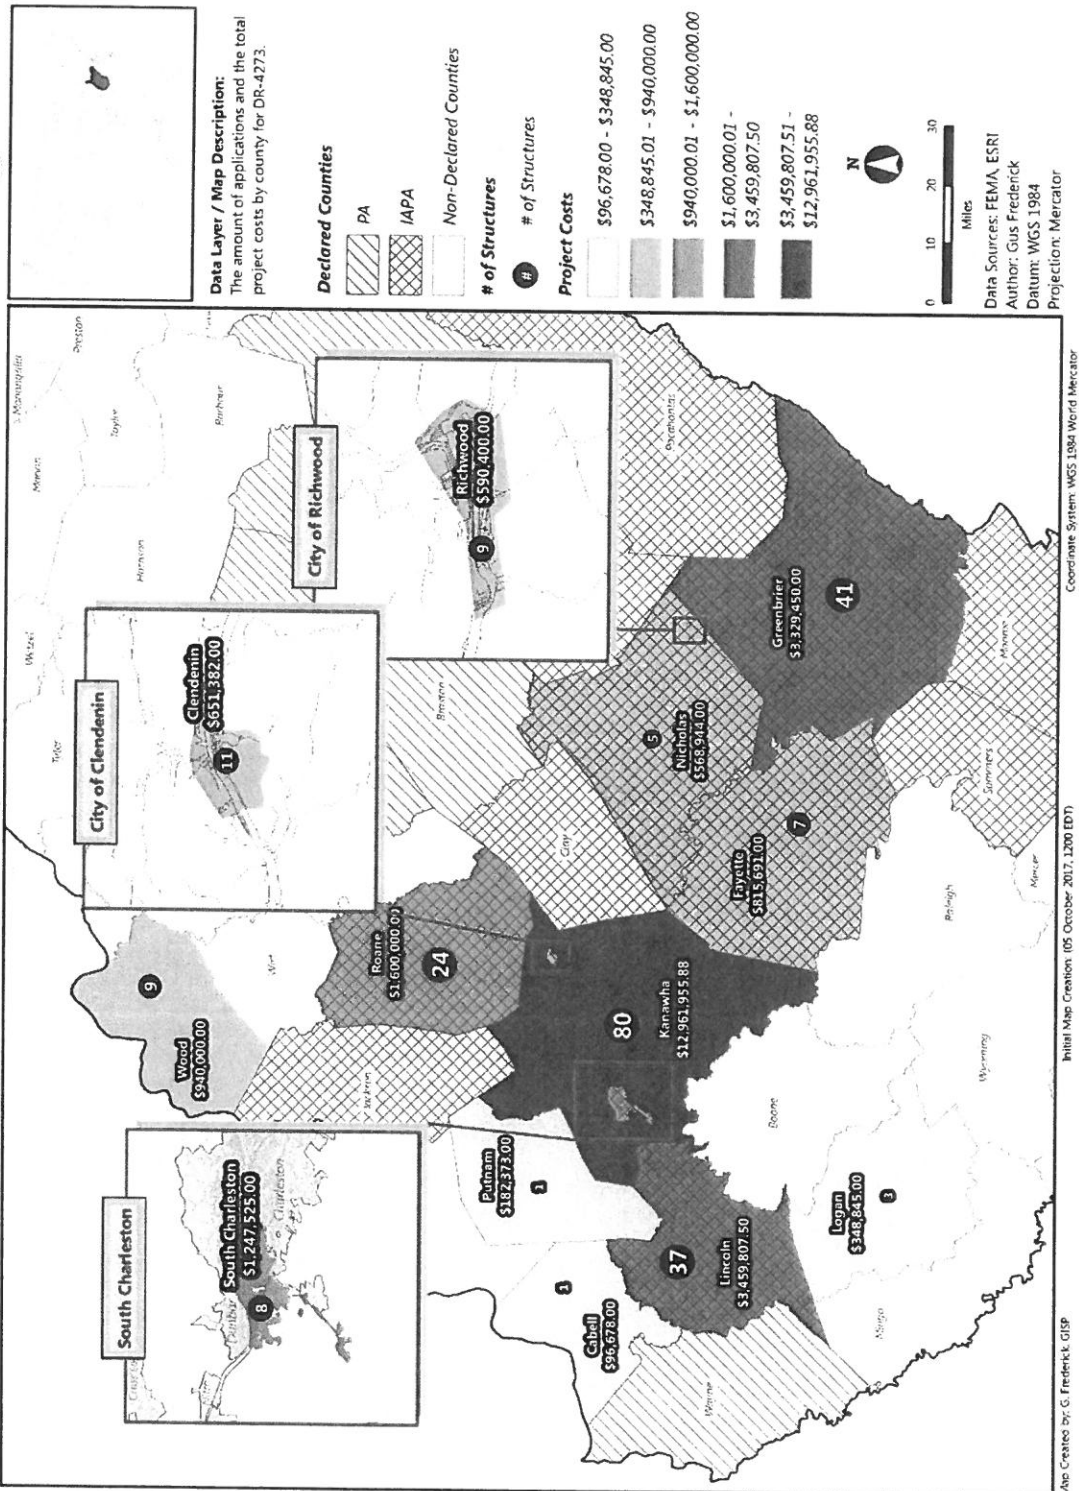 Data Layer / Map Description:
The amount of applications and the total
project costs by county for DR-4273.
Declared Counties
PA
IAPA
Non-Declared Counties
# of Structures
#
# of Structures
Project Costs
$96,678.00 - $348,845.00
$348,845.01 - $940,000.00
$940,000.01 - $1,600,000.00
$1,600,000.01 -
$3,459,807.50
$3,459,807.51 -
$12,961,955.88
N
0 10 20 30
Miles
Data Sources: FEMA, ESRI
Author: Gus Frederick
Datum: WGS 1984
Projection: Mercator
South Charleston
South Charleston
$1,247,525.00
8
Dunbar
Charleston
City of Clendenin
Clendenin
$651,382.00
11
City of Richwood
Richwood
$590,400.00
9
Wood
$940,000.00
9
Roane
$1,600,000.00
24
Putnam
$182,373.00
1
Cabell
$96,678.00
1
Lincoln
$3,459,807.50
37
Logan
$348,845.00
3
Kanawha
$12,961,955.88
80
Fayette
$815,691.00
7
Nicholas
$568,944.00
5
Greenbrier
$3,329,450.00
41
Wetzel
Tyler
Marion
Monongalia
Preston
Taylor
Harrison
Barbour
Wirt
Jackson
Braxton
Clay
Pocahontas
Wayne
Mingo
Boone
Wyoming
Raleigh
Mercer
Summers
Monroe
Map Created by: G. Frederick, GISP
Initial Map Creation: (05 October 2017, 1200 EDT)
Coordinate System: WGS 1984 World Mercator